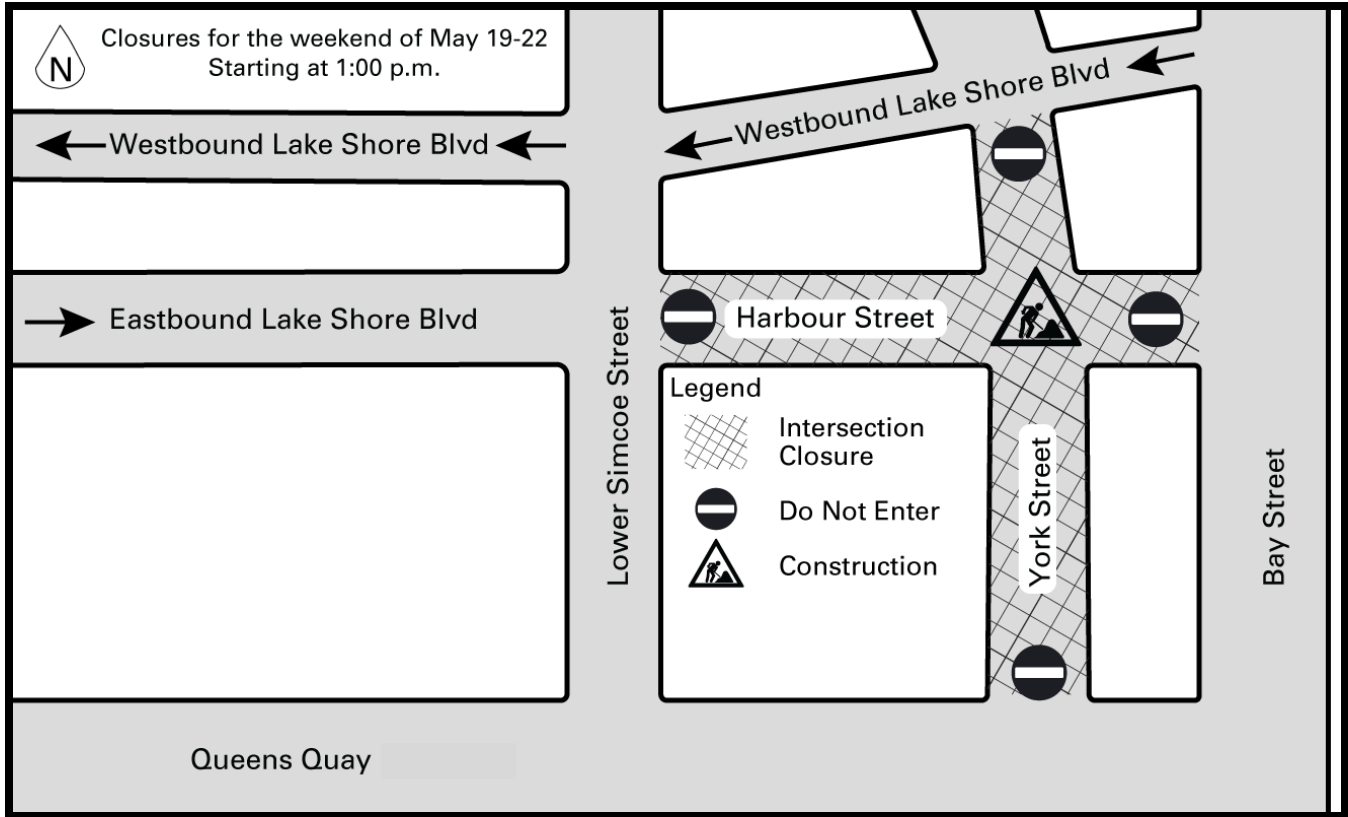 N
Closures for the weekend of May 19-22
Starting at 1:00 p.m.
Westbound Lake Shore Blvd
Westbound Lake Shore Blvd
Eastbound Lake Shore Blvd
Harbour Street
Lower Simcoe Street
Legend
Intersection
Closure
Do Not Enter
Construction
York Street
Bay Street
Queens Quay